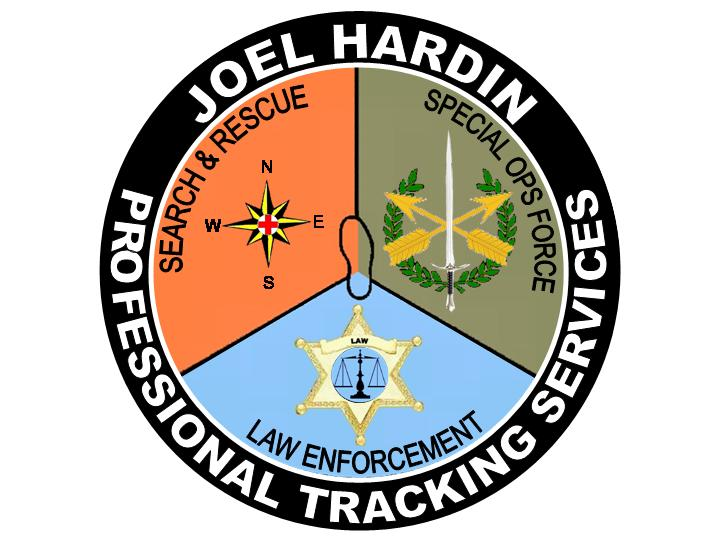 JOEL HARDIN
PROFESSIONAL TRACKING SERVICES
SEARCH & RESCUE
N
W
E
S
SPECIAL OPS FORCE
LAW
LAW ENFORCEMENT